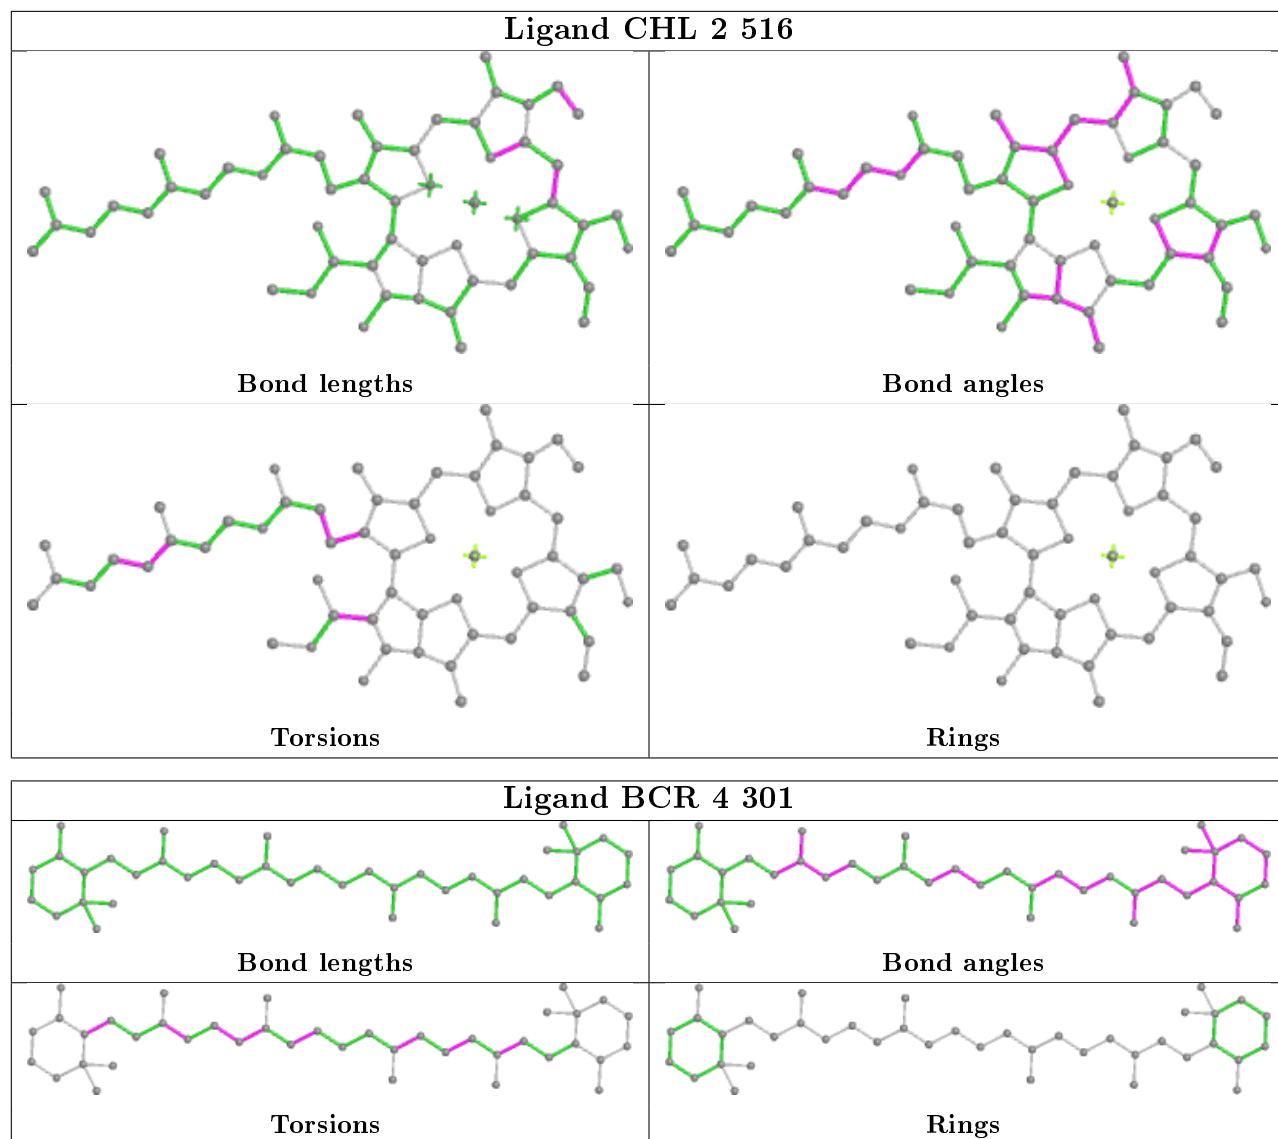 Ligand CHL 2 516
Bond lengths
Bond angles
Torsions
Rings
Ligand BCR 4 301
Bond lengths
Bond angles
Torsions
Rings